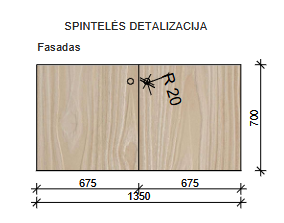 SPINTELĖS DETALIZACIJA
Fasadas
R 20
700
675
675
1350